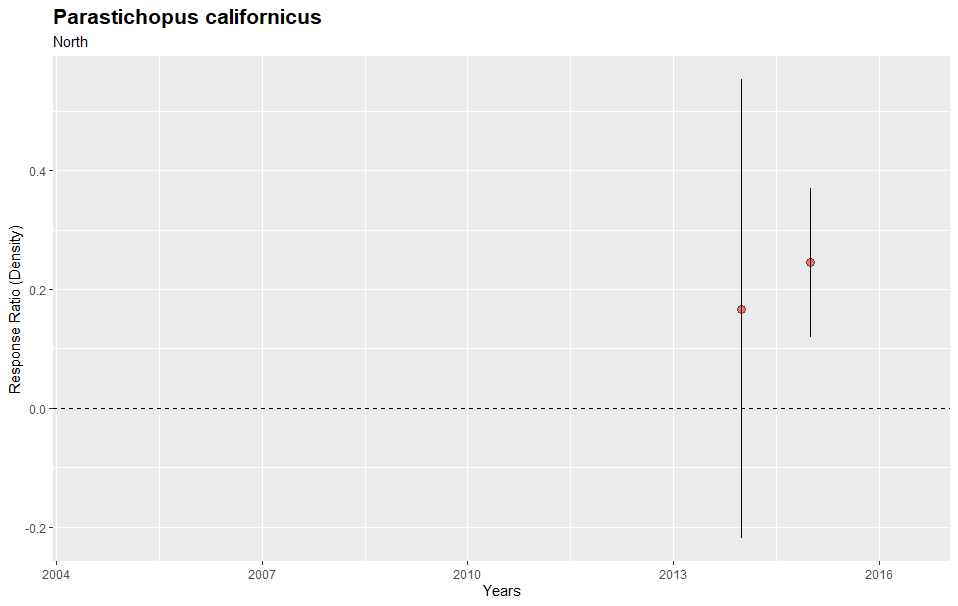 Parastichopus californicus
North
Response Ratio (Density)
0.4
0.2
0.0
-0.2
2004 2007 2010 2013 2016
Years